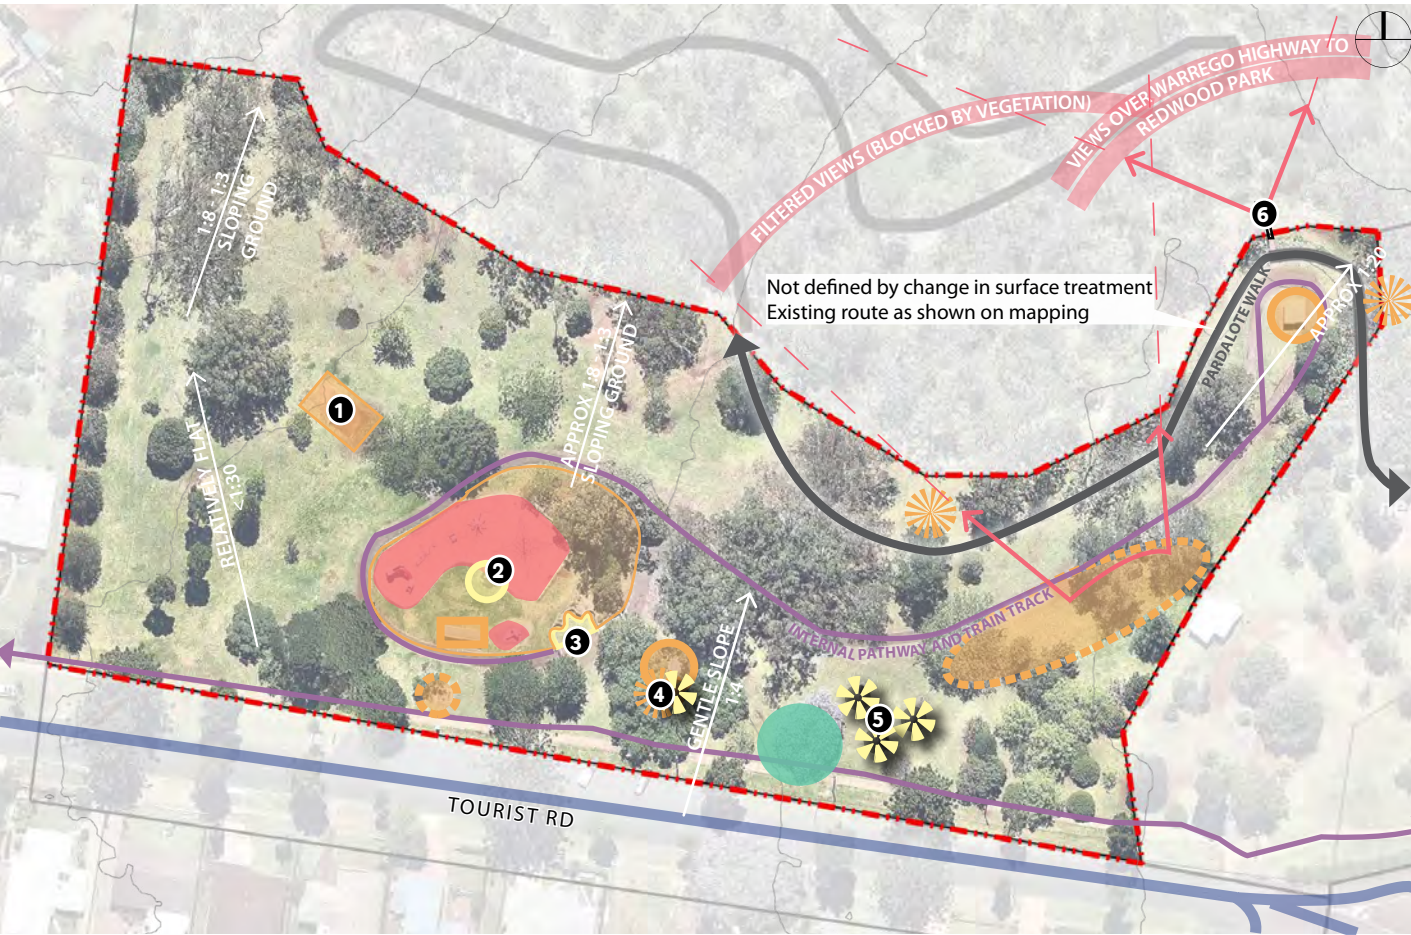 VIEWS OVER WARREGO HIGHWAY TO
REDWOOD PARK
FILTERED VIEWS (BLOCKED BY VEGETATION)
1:8 - 1:3
SLOPING
GROUND
6
Not defined by change in surface treatment
Existing route as shown on mapping
PARDALOTE WALK
APPROX 1:20
1
APPROX 1:8 - 1:3
SLOPING GROUND
RELATIVALY FLAT
~1:30
2
3
INTERNAL PATHWAY AND TRAIN TRACK
4
GENTLE SLOPE
1:4
5
TOURIST RD